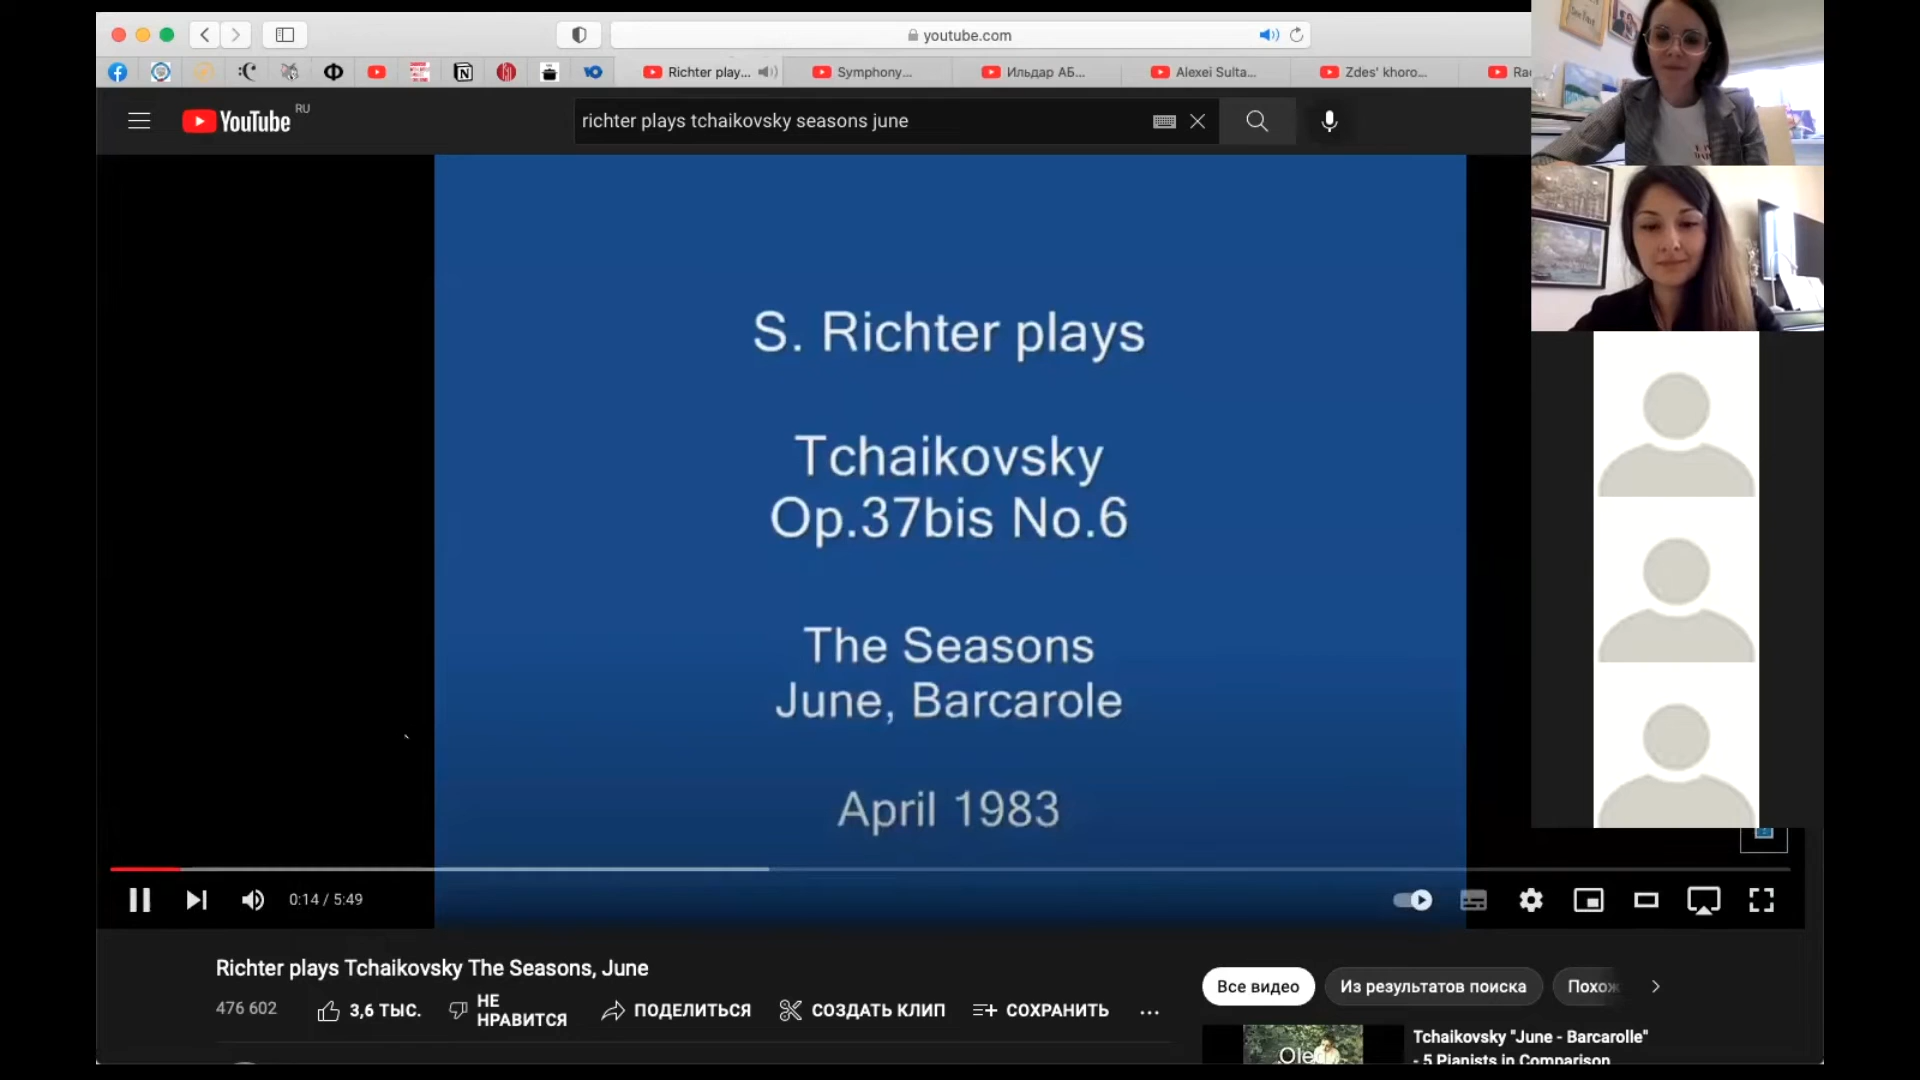 youtube.com
Richter play...
Symphony...
Ильдар АБ...
Alexei Sulta...
Zdes' khoro...
YouTube RU
richter plays tchaikovsky seasons june
S. Richter plays
Tchaikovsky
Op.37bis No.6
The Seasons
June, Barcarole
April 1983
0:14 / 5:49
Richter plays Tchaikovsky The Seasons, June
476 602
3,6 ТЫС.
НЕ
НРАВИТСЯ
ПОДЕЛИТЬСЯ
СОЗДАТЬ КЛИП
СОХРАНИТЬ
Все видео
Из результатов поиска
Похож
Tchaikovsky "June - Barcarolle"
- 5 Pianists in Comparison